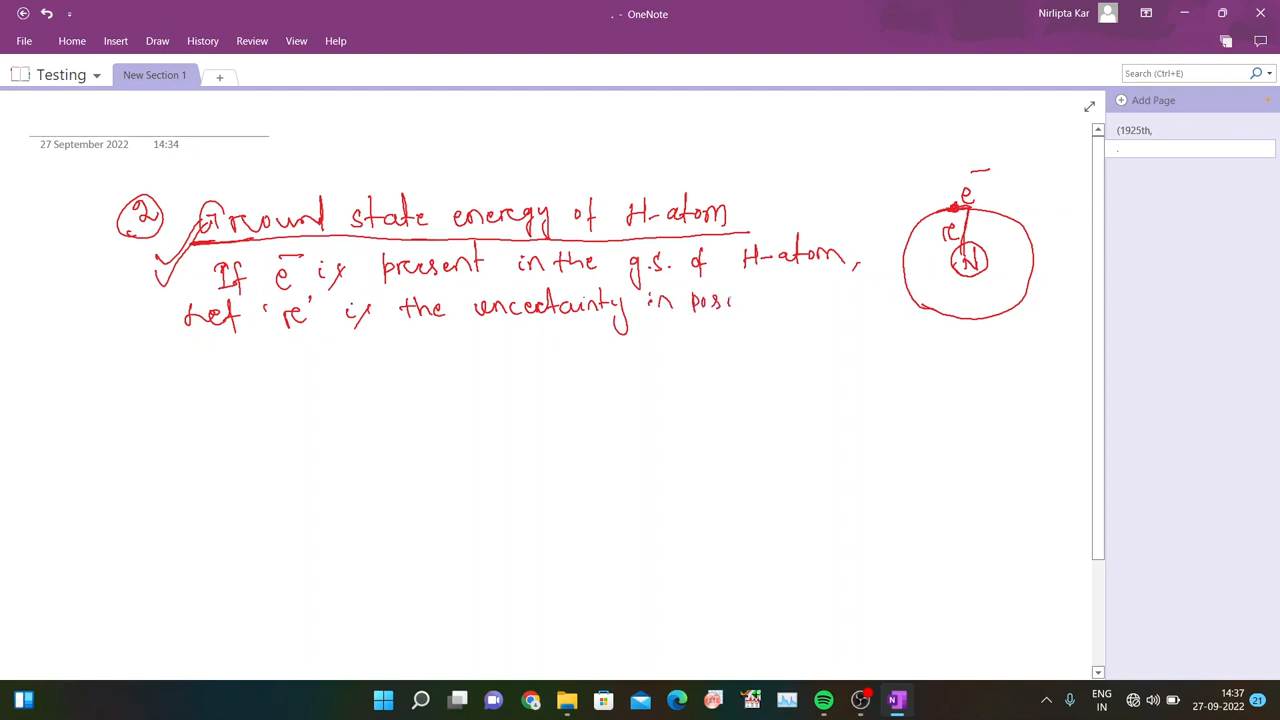 . - OneNote
Nirlipta Kar
File Home Insert Draw History Review View Help
Testing
New Section 1
Search (Ctrl+E)
Add Page
(1925th,
.
27 September 2022 14:34
② Ground state energy of H-atom
If e⁻ is present in the g.s. of H-atom,
Let 'r' is the uncertainty in posi
e⁻
r
N
ENG
IN
14:37
27-09-2022
21